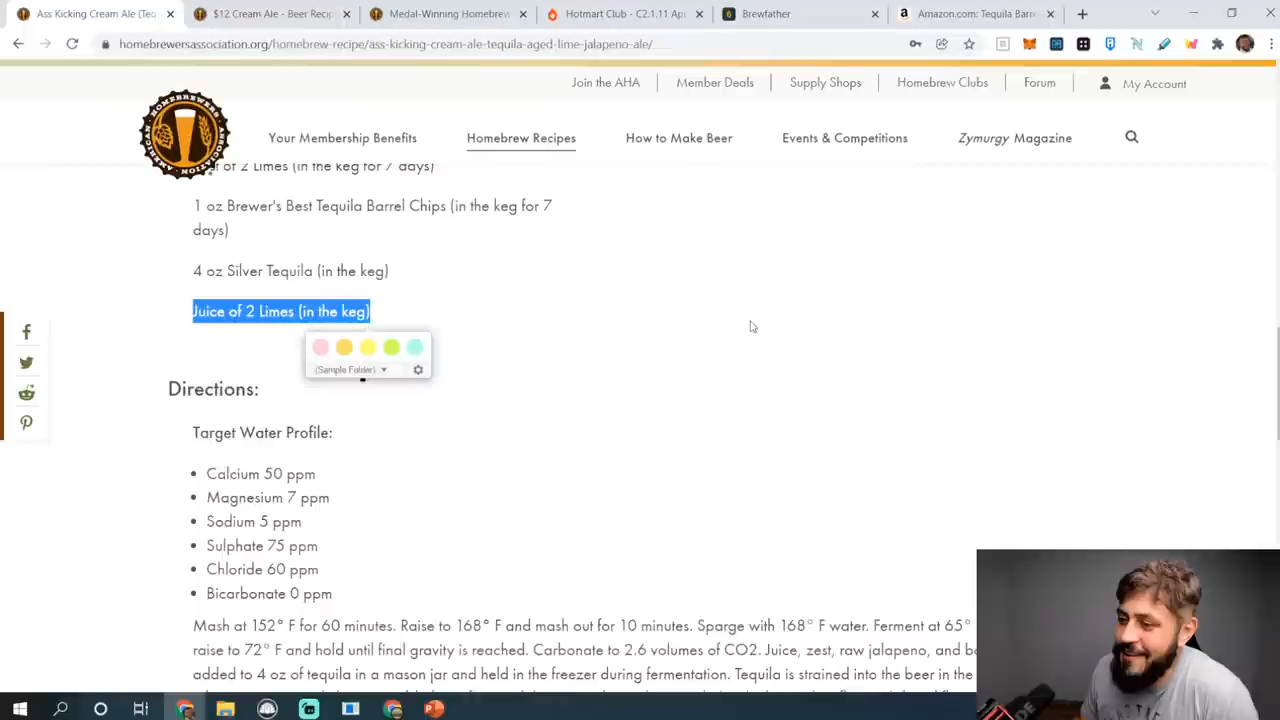 Ass Kicking Cream Ale (Teq
$12 Cream Ale - Beer Recip
Medal-Winning Homebrew
Hotmart Club - C2.1.11 Ap
Brewfather
Amazon.com: Tequila Barre
homebrewersassociation.org/homebrew-recipe/ass-kicking-cream-ale-tequila-aged-lime-jalapeno-ale/
Join the AHA
Member Deals
Supply Shops
Homebrew Clubs
Forum
My Account
AMERICAN HOMEBREWERS ASSOCIATION
Your Membership Benefits
Homebrew Recipes
How to Make Beer
Events & Competitions
Zymurgy Magazine
of 2 Limes (in the keg for 7 days)
1 oz Brewer's Best Tequila Barrel Chips (in the keg for 7
days)
4 oz Silver Tequila (in the keg)
Juice of 2 Limes (in the keg)
(Sample Folder)
Directions:
Target Water Profile:
Calcium 50 ppm
Magnesium 7 ppm
Sodium 5 ppm
Sulphate 75 ppm
Chloride 60 ppm
Bicarbonate 0 ppm
Mash at 152° F for 60 minutes. Raise to 168° F and mash out for 10 minutes. Sparge with 168° F water. Ferment at 65°
raise to 72° F and hold until final gravity is reached. Carbonate to 2.6 volumes of CO2. Juice, zest, raw jalapeno, and
added to 4 oz of tequila in a mason jar and held in the freezer during fermentation. Tequila is strained into the beer in the